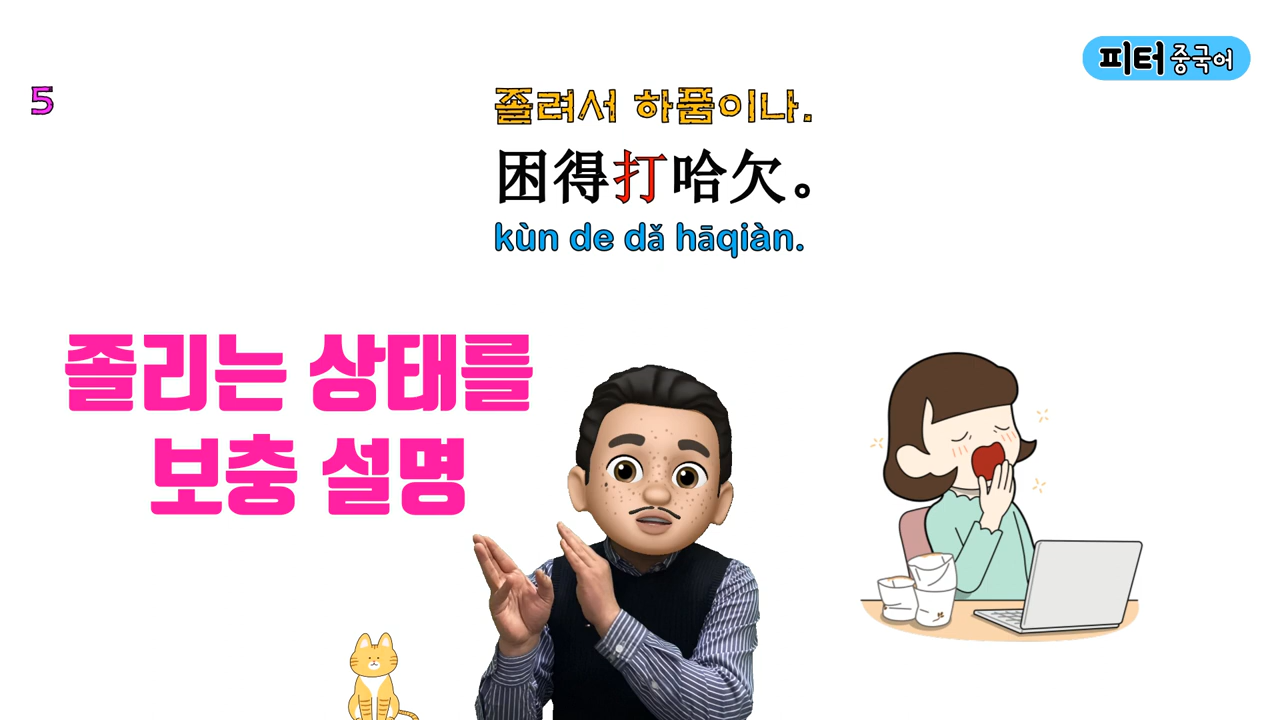 피터 중국어
5
졸려서 하품이나.
困得打哈欠。
kùn de dǎ hāqiàn.
졸리는 상태를
보충 설명